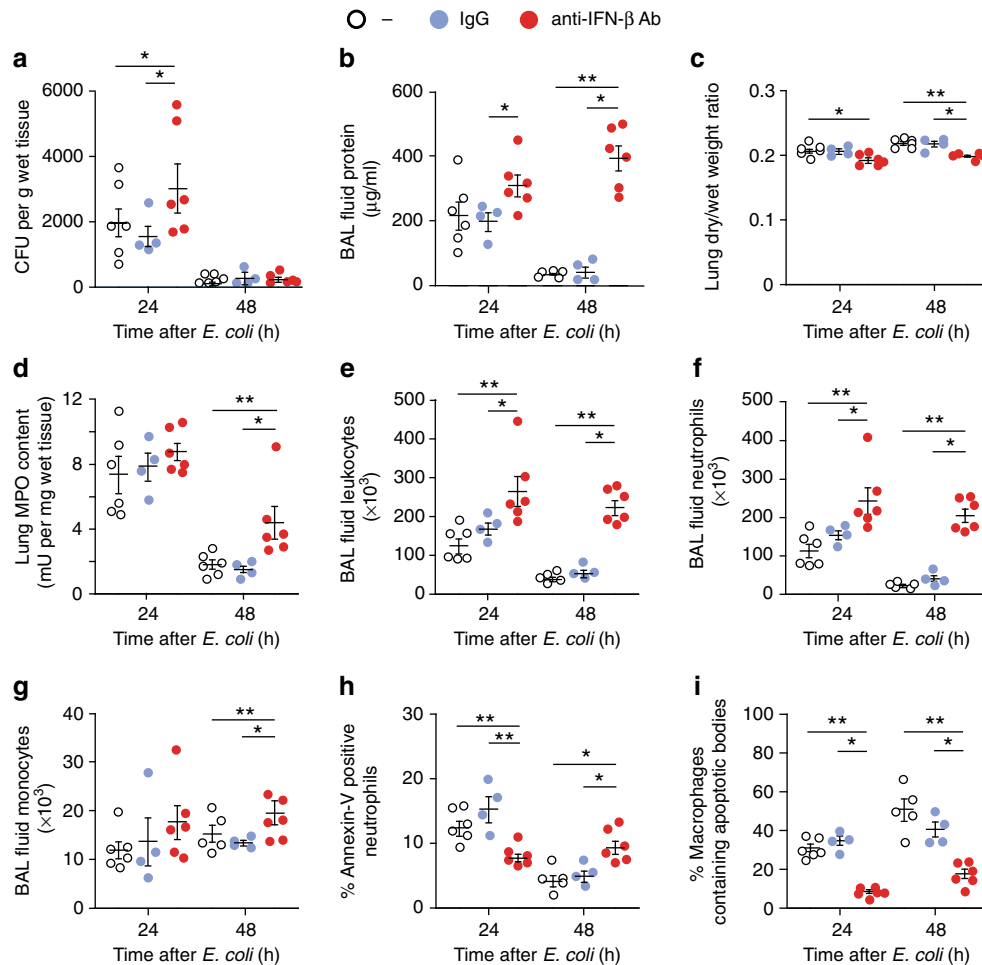 – IgG anti-IFN-β Ab
a
* 
*
6000
4000
2000
0
CFU per g wet tissue
24 48
Time after E. coli (h)
b
**
* *
600
400
200
0
BAL fluid protein
(μg/ml)
24 48
Time after E. coli (h)
c
**
* *
0.3
0.2
0.1
0
Lung dry/wet weight ratio
24 48
Time after E. coli (h)
d
**
*
12
8
4
0
Lung MPO content
(mU per mg wet tissue)
24 48
Time after E. coli (h)
e
** **
* *
500
400
300
200
100
0
BAL fluid leukocytes
(×10³)
24 48
Time after E. coli (h)
f
** **
* *
500
400
300
200
100
0
BAL fluid neutrophils
(×10³)
24 48
Time after E. coli (h)
g
**
*
40
30
20
10
0
BAL fluid monocytes
(×10³)
24 48
Time after E. coli (h)
h
** *
** *
30
20
10
0
% Annexin-V positive
neutrophils
24 48
Time after E. coli (h)
i
** **
* *
100
80
60
40
20
0
% Macrophages
containing apoptotic bodies
24 48
Time after E. coli (h)